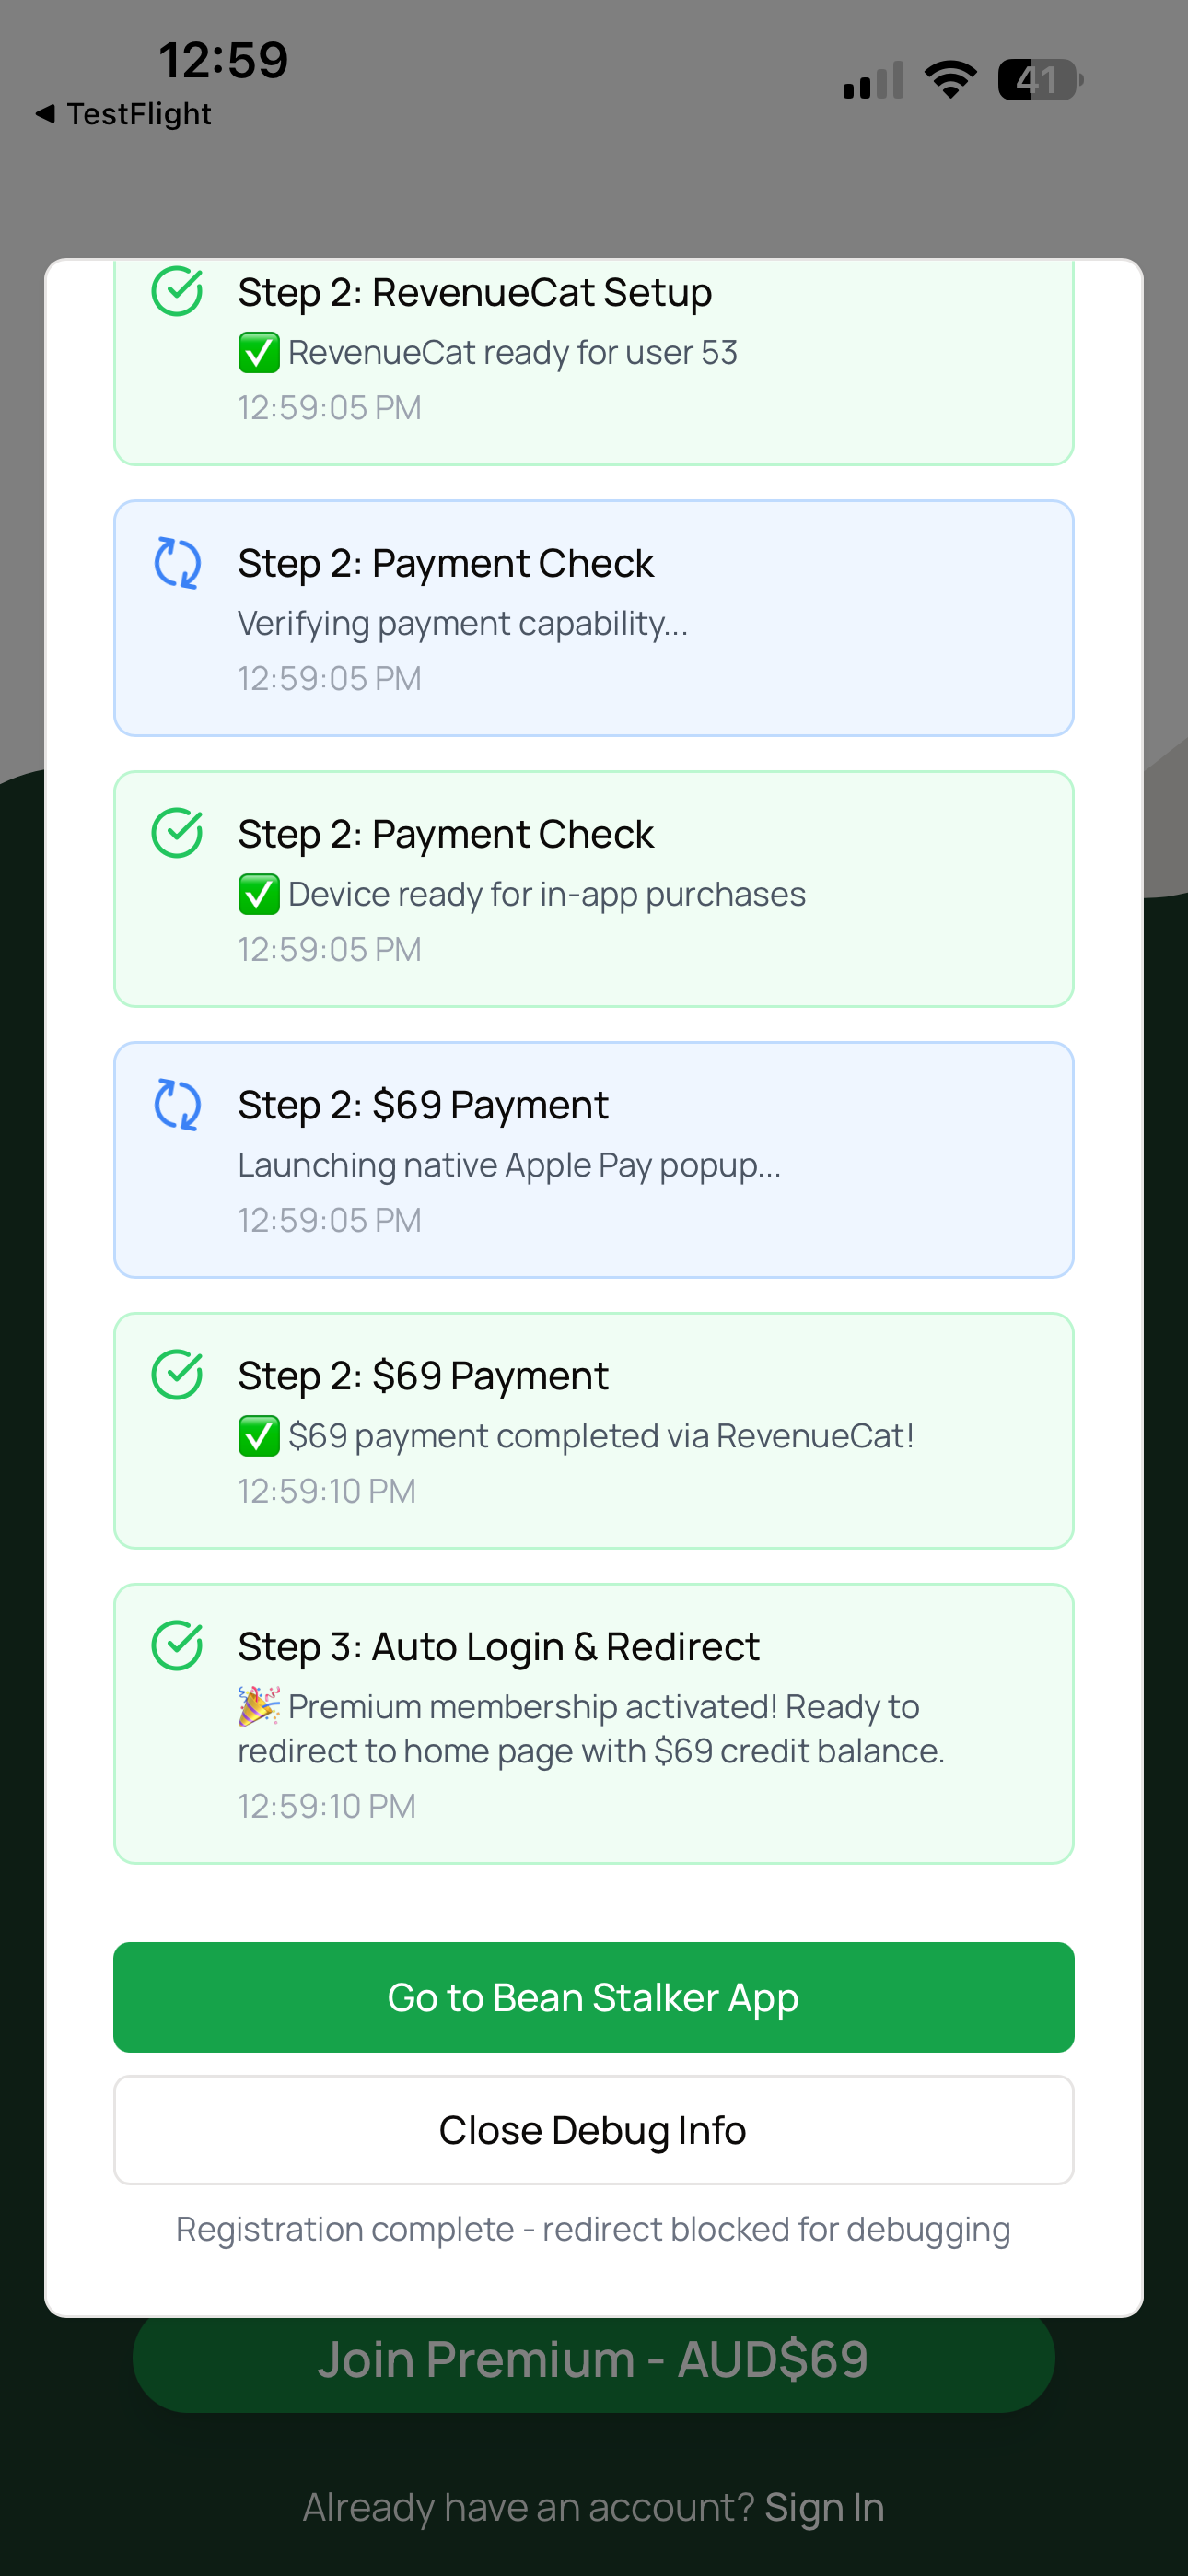 12:59
41
TestFlight
Step 2: RevenueCat Setup
✅ RevenueCat ready for user 53
12:59:05 PM
Step 2: Payment Check
Verifying payment capability...
12:59:05 PM
Step 2: Payment Check
✅ Device ready for in-app purchases
12:59:05 PM
Step 2: $69 Payment
Launching native Apple Pay popup...
12:59:05 PM
Step 2: $69 Payment
✅ $69 payment completed via RevenueCat!
12:59:10 PM
Step 3: Auto Login & Redirect
🎉 Premium membership activated! Ready to
redirect to home page with $69 credit balance.
12:59:10 PM
Go to Bean Stalker App
Close Debug Info
Registration complete - redirect blocked for debugging
Join Premium - AUD$69
Already have an account? Sign In